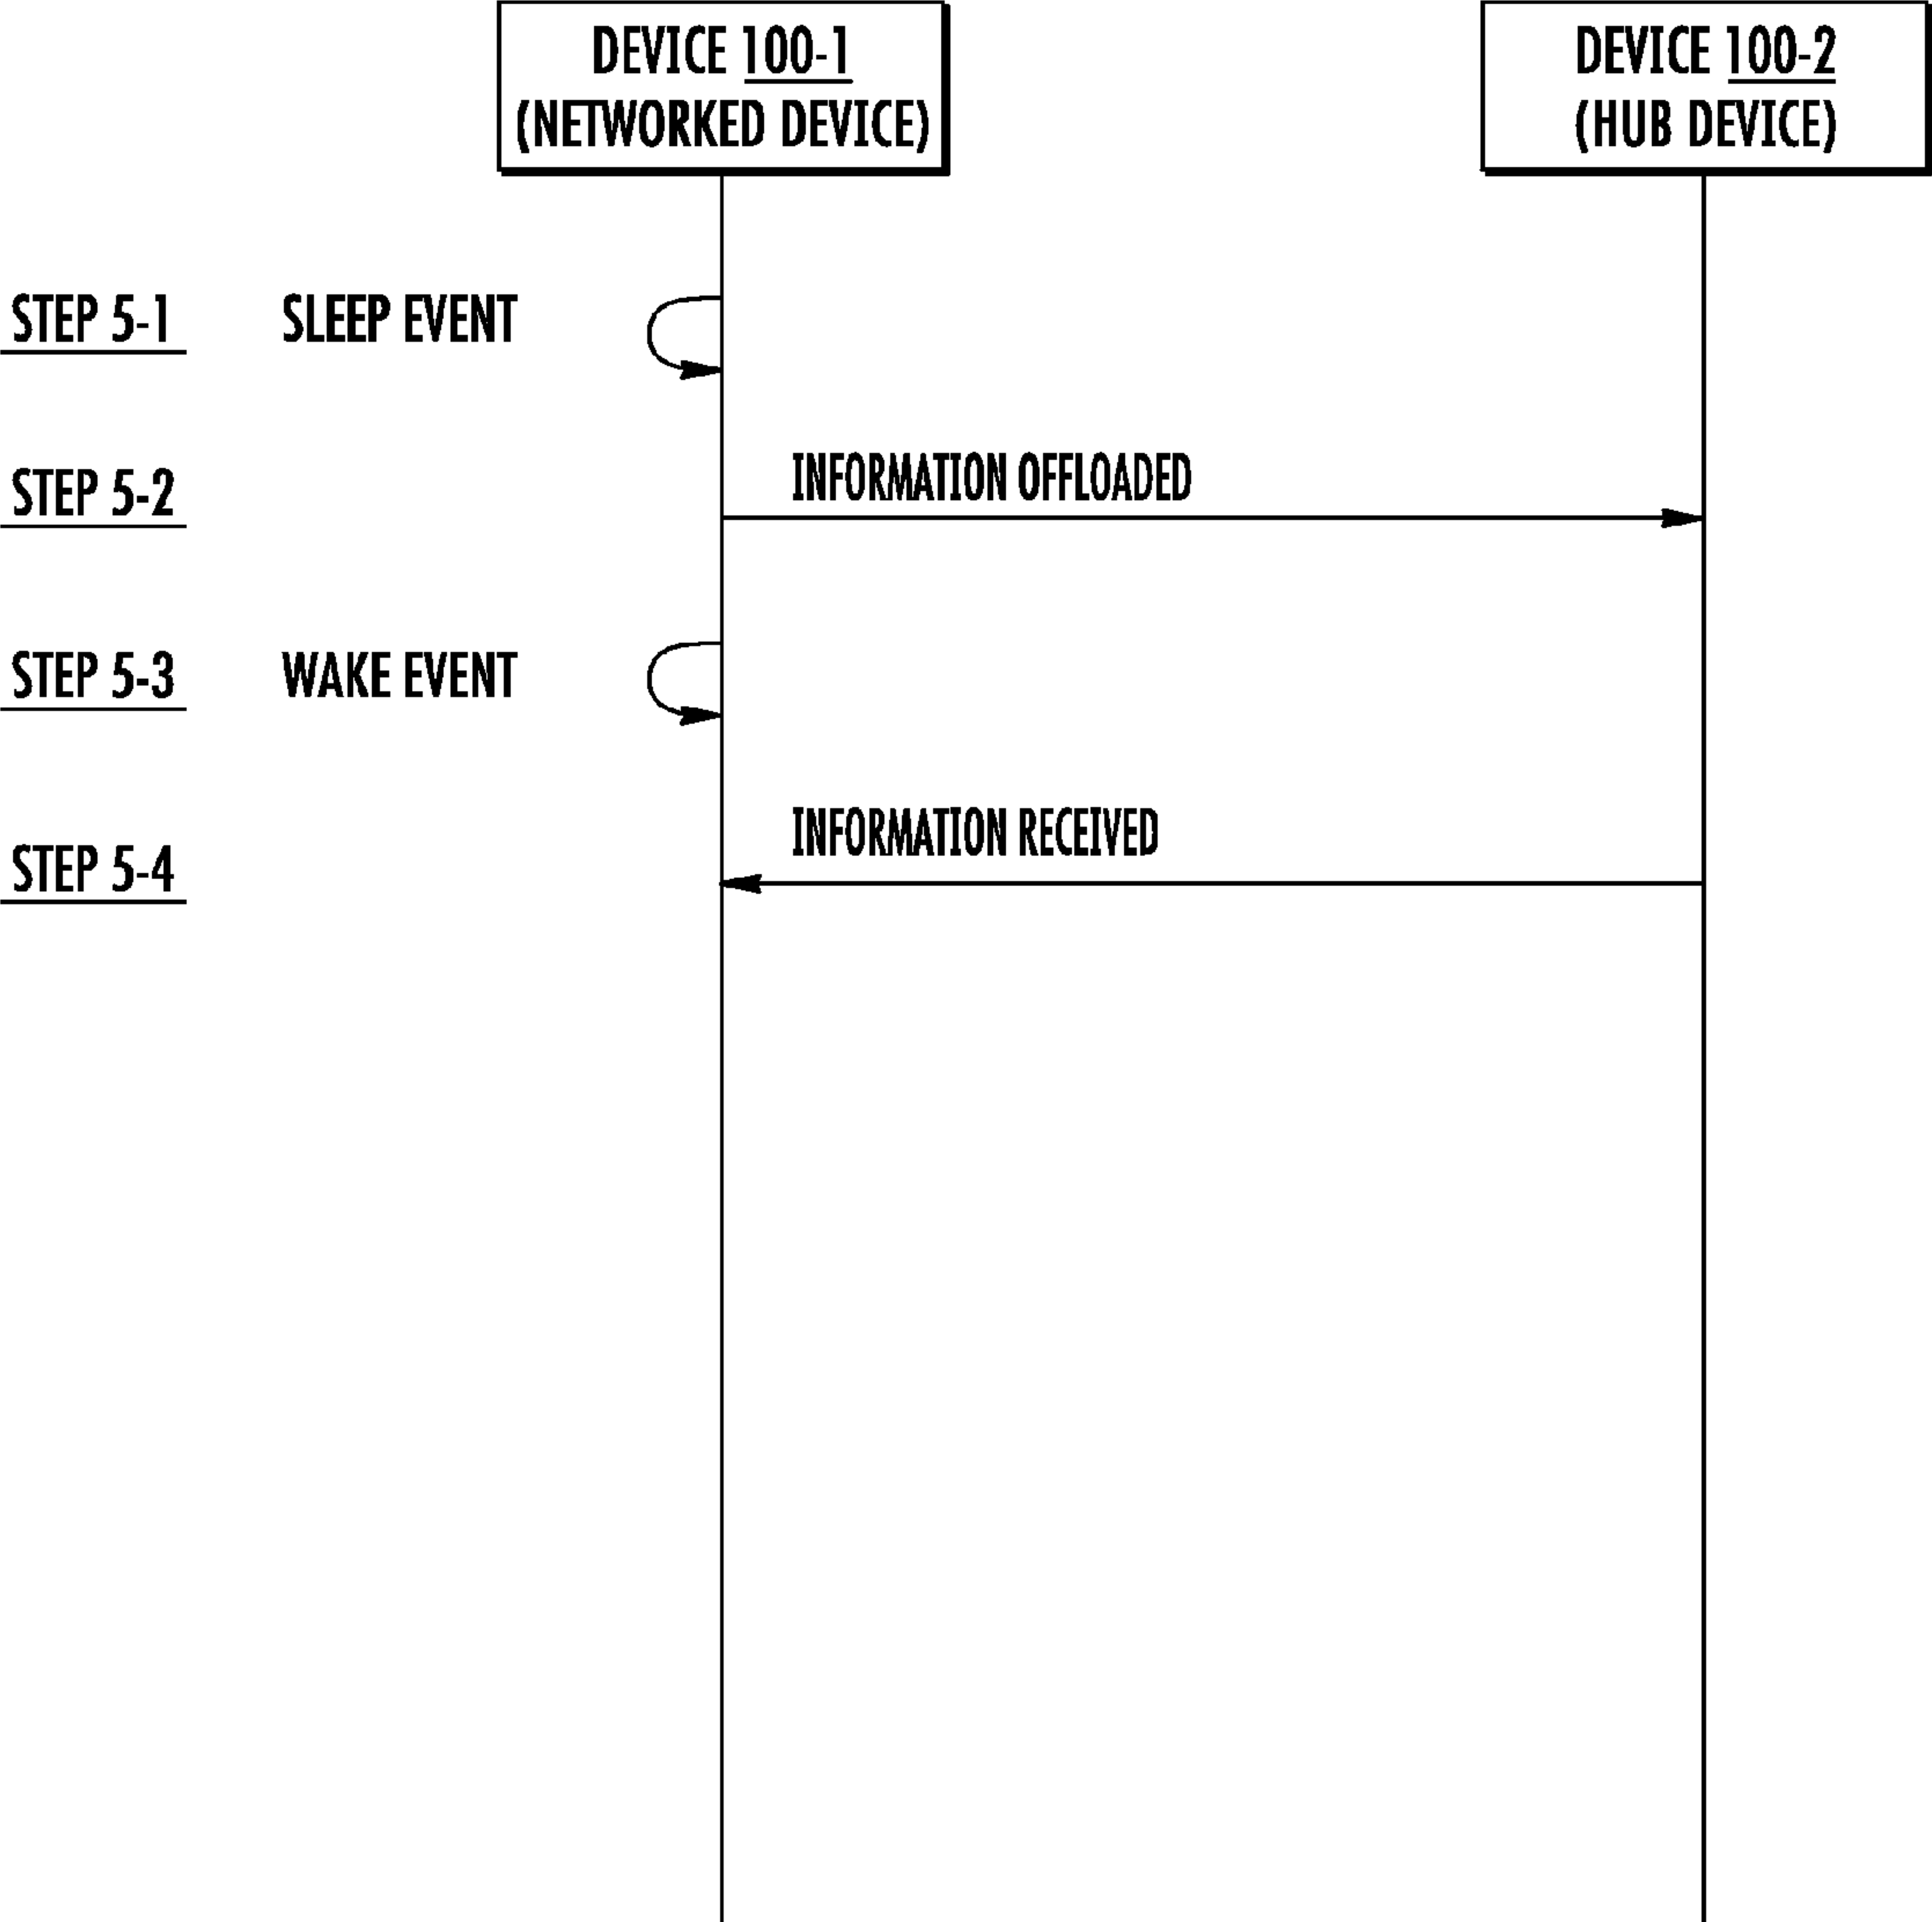 DEVICE 100-1
(NETWORKED DEVICE)
DEVICE 100-2
(HUB DEVICE)
STEP 5-1
SLEEP EVENT
STEP 5-2
INFORMATION OFFLOADED
STEP 5-3
WAKE EVENT
STEP 5-4
INFORMATION RECEIVED